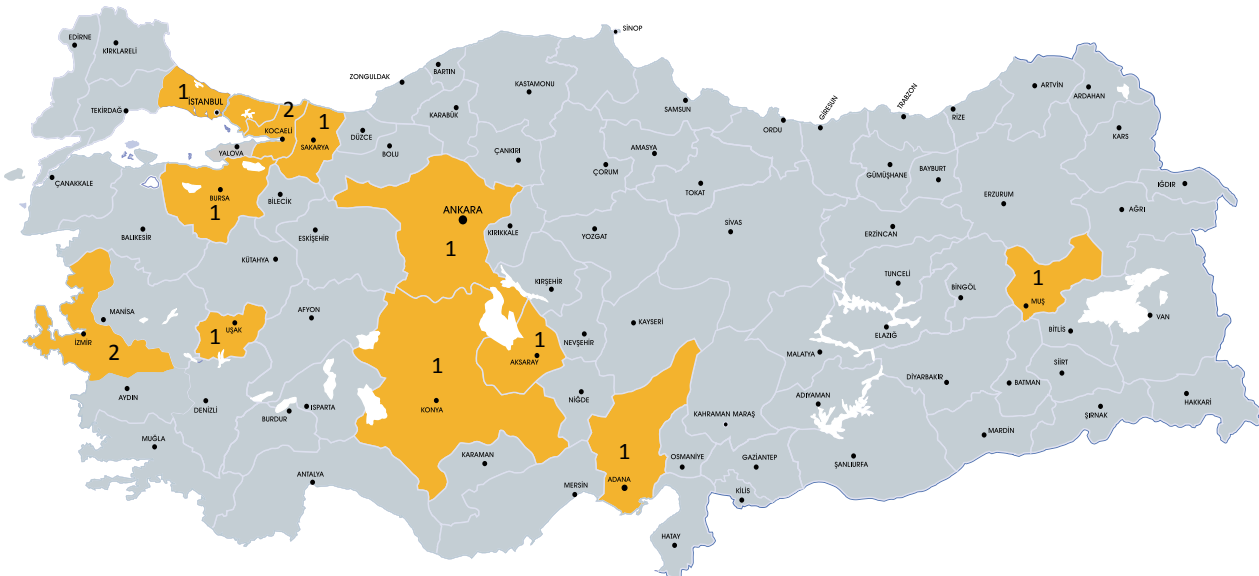 EDİRNE
KIRKLARELİ
TEKİRDAĞ
1
İSTANBUL
2
KOCAELİ
1
SAKARYA
YALOVA
DÜZCE
BOLU
ZONGULDAK
BARTIN
KARABÜK
KASTAMONU
SİNOP
ÇANKIRI
SAMSUN
AMASYA
ÇORUM
TOKAT
ORDU
GİRESUN
TRABZON
RİZE
ARTVİN
ARDAHAN
KARS
IĞDIR
AĞRI
GÜMÜŞHANE
BAYBURT
ERZURUM
ERZİNCAN
ÇANAKKALE
BURSA
1
BİLECİK
BALIKESİR
ESKİŞEHİR
KÜTAHYA
ANKARA
1
KIRIKKALE
YOZGAT
SİVAS
KIRŞEHİR
TUNCELİ
BİNGÖL
1
MUŞ
BİTLİS
VAN
MANİSA
İZMİR
2
UŞAK
1
AFYON
AKSARAY
1
NEVŞEHİR
KAYSERİ
ELAZIĞ
MALATYA
SİİRT
AYDIN
DENİZLİ
BURDUR
ISPARTA
1
KONYA
NİĞDE
KAHRAMAN MARAŞ
ADIYAMAN
DİYARBAKIR
BATMAN
ŞIRNAK
HAKKARİ
MARDİN
MUĞLA
ANTALYA
KARAMAN
MERSİN
1
ADANA
OSMANİYE
GAZİANTEP
KİLİS
ŞANLIURFA
HATAY